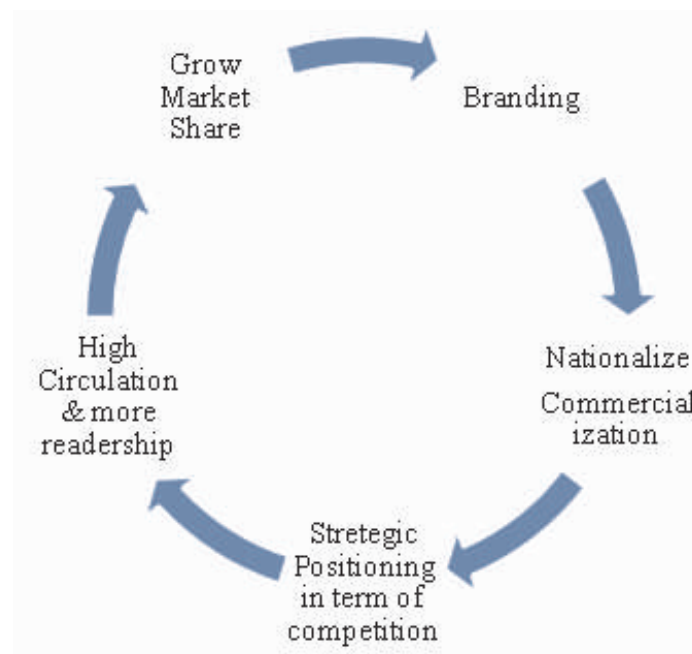 Grow
Market
Share
Branding
Nationalize
Commercial
ization
Stretegic
Positioning
in term of
competition
High
Circulation
& more
readership